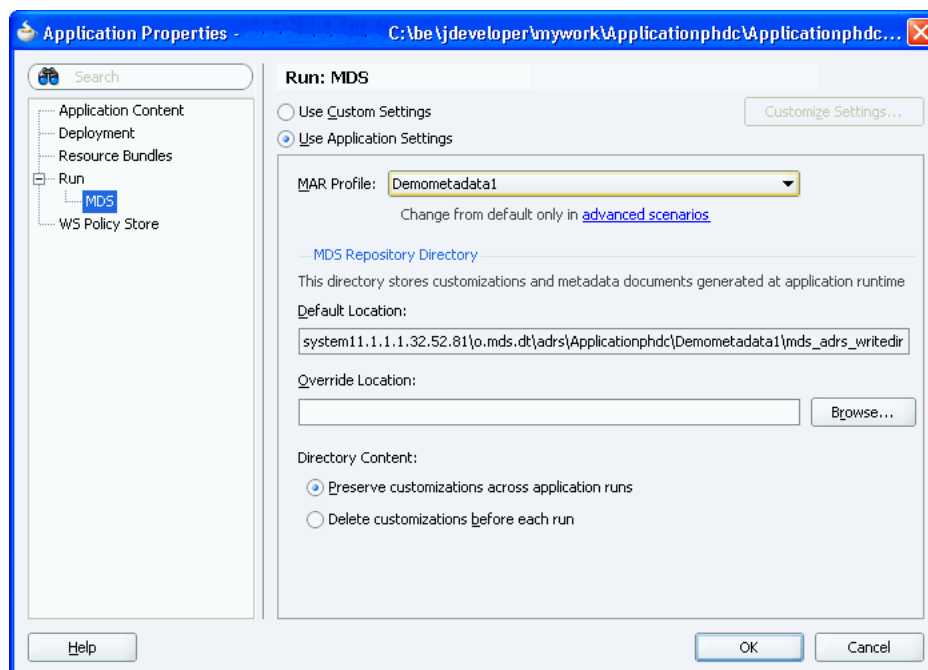 Application Properties - C:\be\jdeveloper\mywork\Applicationphdc\Applicationphdc...
Search
Application Content
Deployment
Resource Bundles
Run
MDS
WS Policy Store
Run: MDS
Use Custom Settings
Customize Settings...
Use Application Settings
MAR Profile: Demometadata1
Change from default only in advanced scenarios
MDS Repository Directory
This directory stores customizations and metadata documents generated at application runtime
Default Location:
system11.1.1.1.32.52.81\o.mds.dt\adrs\Applicationphdc\Demometadata1\mds_adrs_writedir
Override Location:
Browse...
Directory Content:
Preserve customizations across application runs
Delete customizations before each run
Help
OK
Cancel